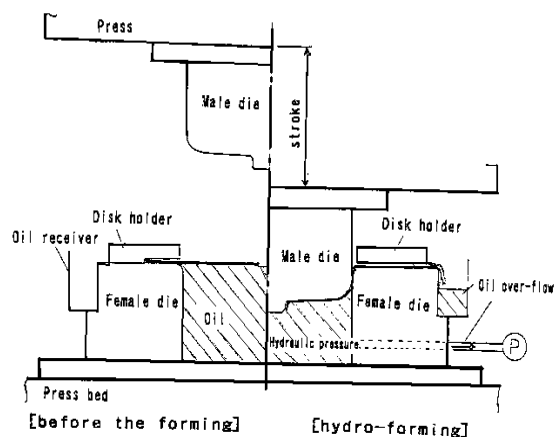 Press
Male die
stroke
Disk holder
Oil receiver
Female die
Oil
Male die
Disk holder
Female die
Oil over-flow
Hydraulic pressure
P
Press bed
[before the forming]
[hydro-forming]